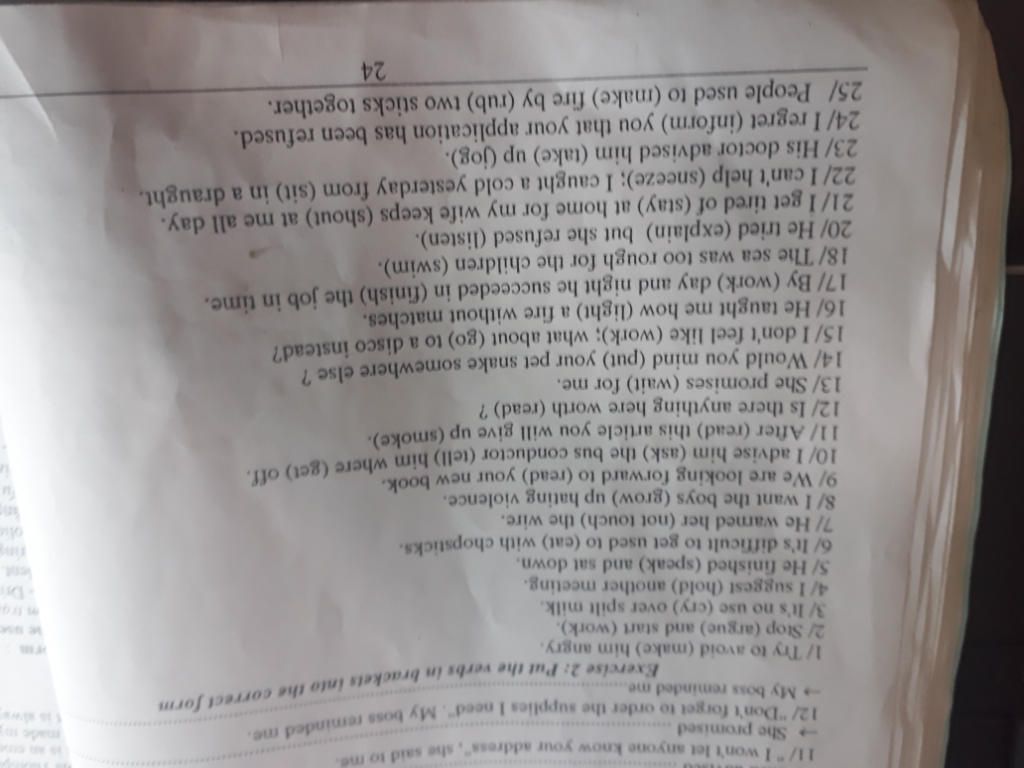 11/ " I won't let anyone know your address", she said to me.
→ She promised ...........................................................
12/ "Don't forget to order the supplies I need". My boss reminded me.
→ My boss reminded me...........................................................
Exercise 2: Put the verbs in brackets into the correct form
1/ Try to avoid (make) him angry.
2/ Stop (argue) and start (work).
3/ It's no use (cry) over spilt milk.
4/ I suggest (hold) another meeting.
5/ He finished (speak) and sat down.
6/ It's difficult to get used to (eat) with chopsticks.
7/ He warned her (not touch) the wire.
8/ I want the boys (grow) up hating violence.
9/ We are looking forward to (read) your new book.
10/ I advise him (ask) the bus conductor (tell) him where (get) off.
11/ After (read) this article you will give up (smoke).
12/ Is there anything here worth (read) ?
13/ She promises (wait) for me.
14/ Would you mind (put) your pet snake somewhere else ?
15/ I don't feel like (work); what about (go) to a disco instead?
16/ He taught me how (light) a fire without matches.
17/ By (work) day and night he succeeded in (finish) the job in time.
18/ The sea was too rough for the children (swim).
20/ He tried (explain) but she refused (listen).
21/ I get tired of (stay) at home for my wife keeps (shout) at me all day.
22/ I can't help (sneeze); I caught a cold yesterday from (sit) in a draught.
23/ His doctor advised him (take) up (jog).
24/ I regret (inform) you that your application has been refused.
25/ People used to (make) fire by (rub) two sticks together.
24